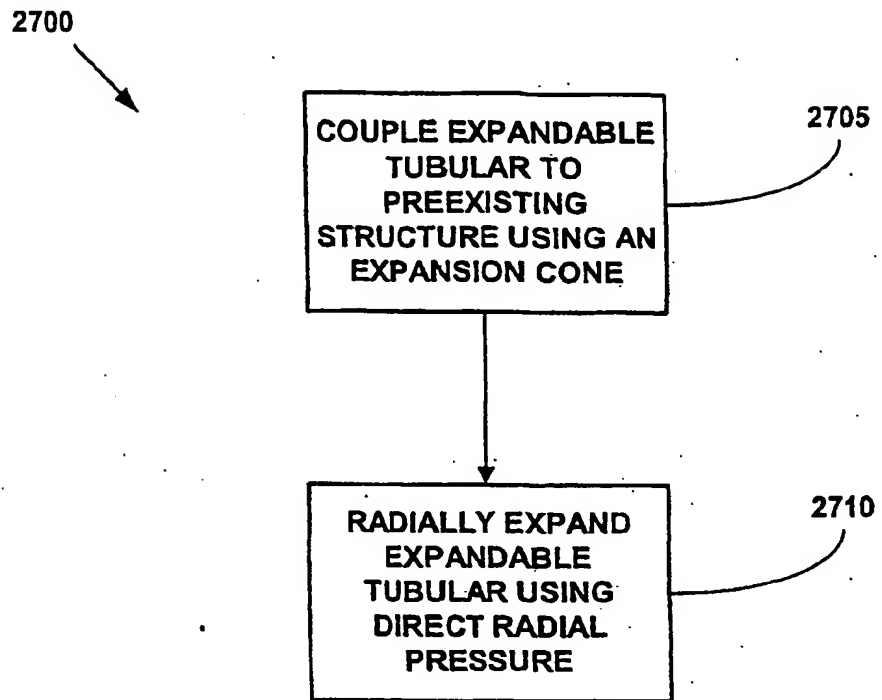 2700
COUPLE EXPANDABLE
TUBULAR TO
PREEXISTING
STRUCTURE USING AN
EXPANSION CONE
2705
RADIALLY EXPAND
EXPANDABLE
TUBULAR USING
DIRECT RADIAL
PRESSURE
2710